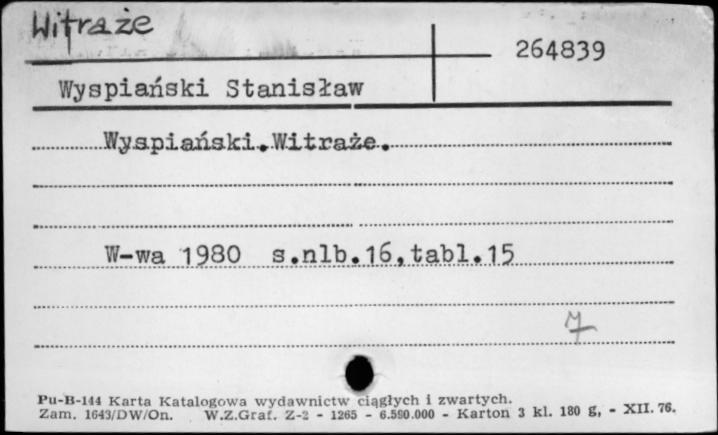 Witraże
264839
Wyspiański Stanisław
Wyspiański.Witraże.
W-wa 1980 s.nlb.16,tabl.15
7
Pu-B-144 Karta Katalogowa wydawnictw ciągłych i zwartych.
Zam. 1643/DW/On. W.Z.Graf. Z-2 - 1265 - 6.590.000 - Karton 3 kl. 180 g, - XII. 76.